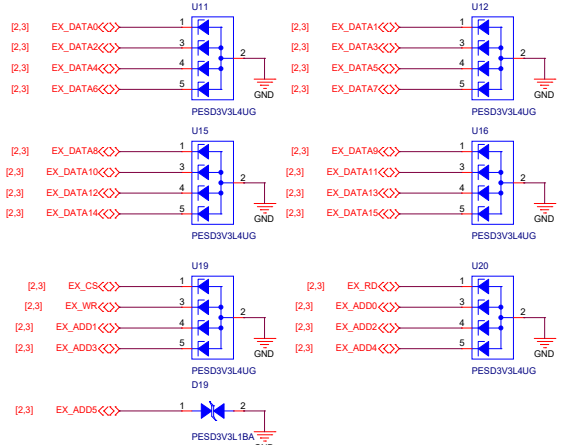 U11 U12
[2,3] EX_DATA0 1 [2,3] EX_DATA1 1
[2,3] EX_DATA2 3 2 [2,3] EX_DATA3 3 2
[2,3] EX_DATA4 4 [2,3] EX_DATA5 4
[2,3] EX_DATA6 5 GND [2,3] EX_DATA7 5 GND
PESD3V3L4UG PESD3V3L4UG
U15 U16
[2,3] EX_DATA8 1 [2,3] EX_DATA9 1
[2,3] EX_DATA10 3 2 [2,3] EX_DATA11 3 2
[2,3] EX_DATA12 4 [2,3] EX_DATA13 4
[2,3] EX_DATA14 5 GND [2,3] EX_DATA15 5 GND
PESD3V3L4UG PESD3V3L4UG
U19 U20
[2,3] EX_CS 1 [2,3] EX_RD 1
[2,3] EX_WR 3 2 [2,3] EX_ADD0 3 2
[2,3] EX_ADD1 4 [2,3] EX_ADD2 4
[2,3] EX_ADD3 5 GND [2,3] EX_ADD4 5 GND
PESD3V3L4UG PESD3V3L4UG
D19
[2,3] EX_ADD5 1 2
PESD3V3L1BA